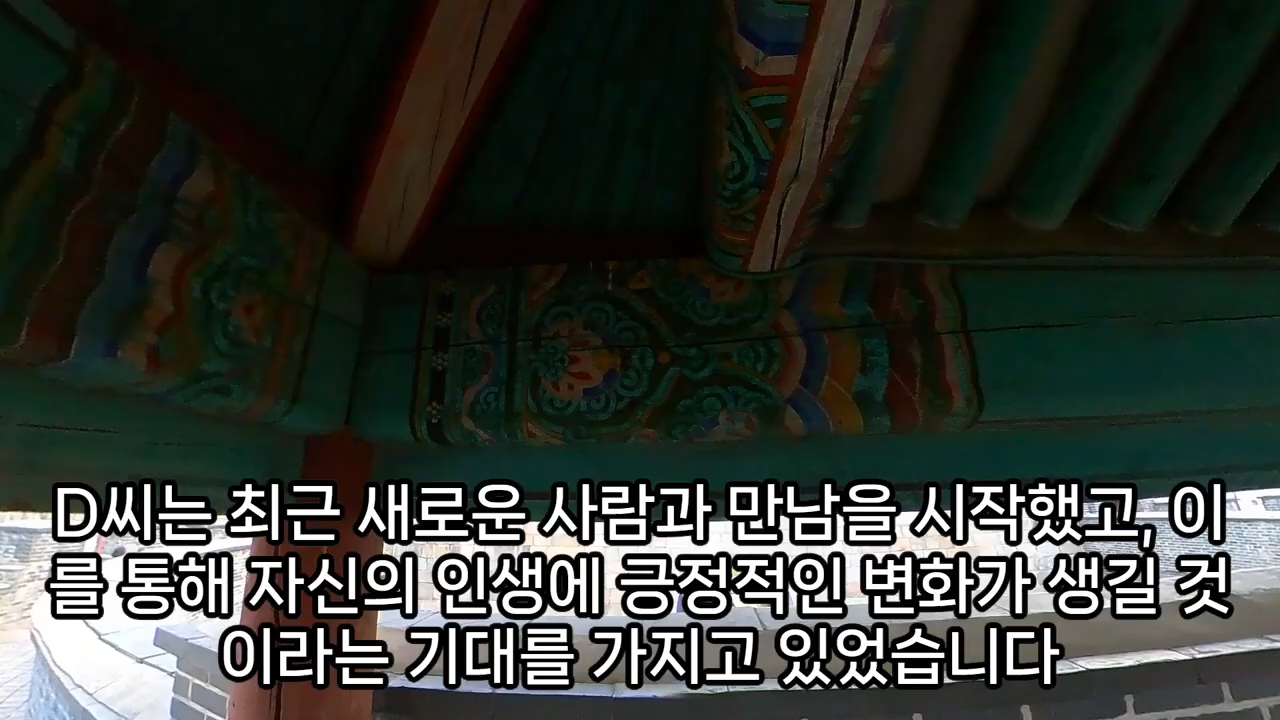 D씨는 최근 새로운 사람과 만남을 시작했고, 이
를 통해 자신의 인생에 긍정적인 변화가 생길 것
이라는 기대를 가지고 있었습니다